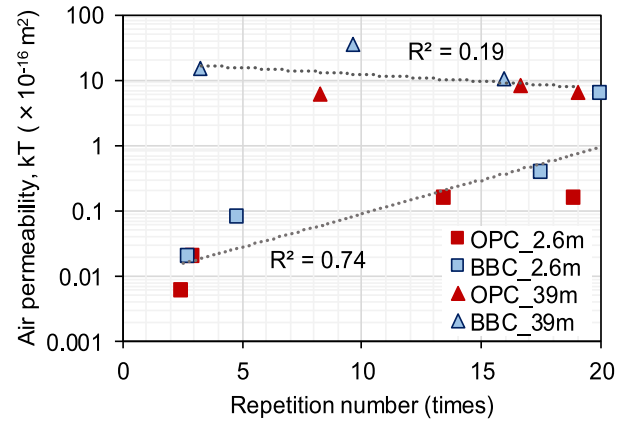 Air permeability, kT ( × 10⁻¹⁶ m²)
100
10
1
0.1
0.01
0.001
R² = 0.19
R² = 0.74
OPC_2.6m
BBC_2.6m
OPC_39m
BBC_39m
0 5 10 15 20
Repetition number (times)